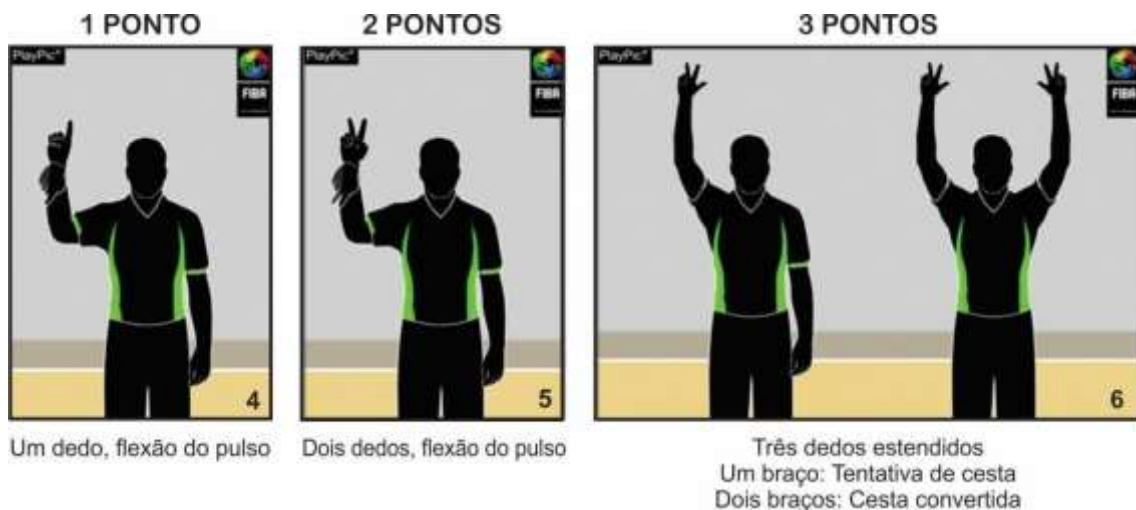 1 PONTO
2 PONTOS
3 PONTOS
PlayPic®
FIBA
PlayPic®
FIBA
PlayPic®
FIBA
4
5
6
Um dedo, flexão do pulso
Dois dedos, flexão do pulso
Três dedos estendidos
Um braço: Tentativa de cesta
Dois braços: Cesta convertida